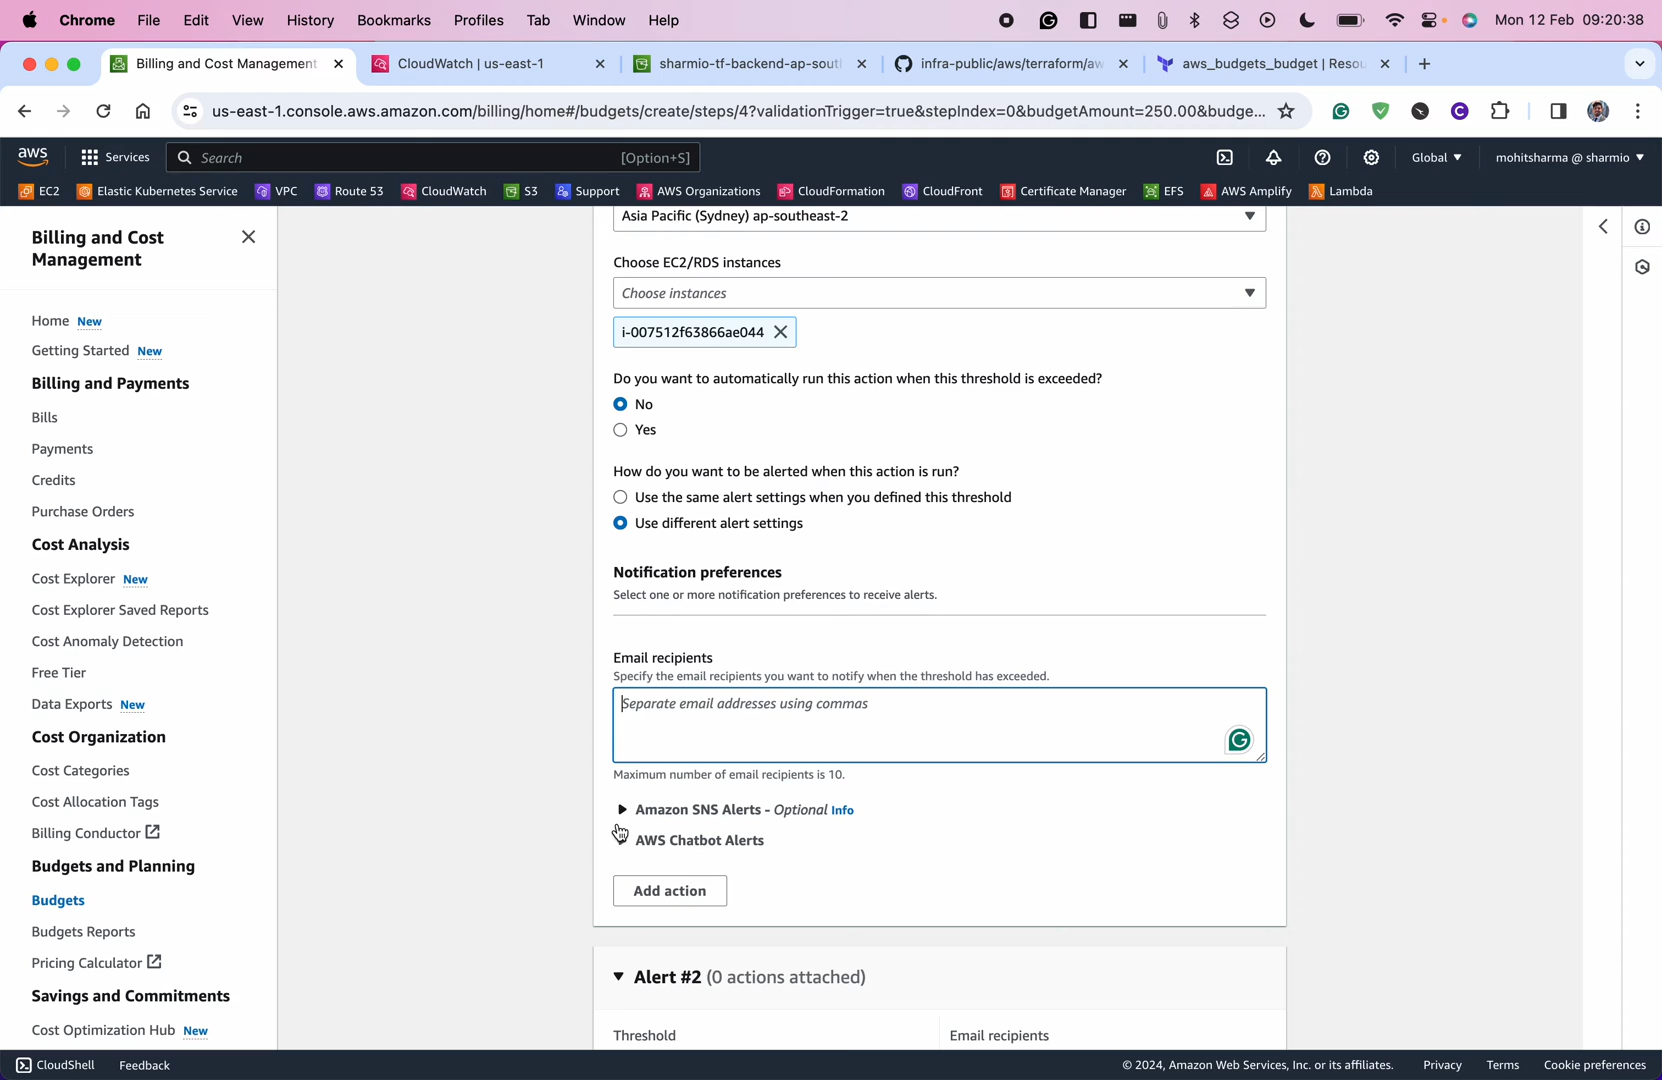 Chrome File Edit View History Bookmarks Profiles Tab Window Help Mon 12 Feb 09:20:38
Billing and Cost Management CloudWatch | us-east-1 sharmio-tf-backend-ap-sout infra-public/aws/terraform/aw aws_budgets_budget | Resou
us-east-1.console.aws.amazon.com/billing/home#/budgets/create/steps/4?validationTrigger=true&stepIndex=0&budgetAmount=250.00&budge...
aws Services Search [Option+S] Global mohitsharma @ sharmio
EC2 Elastic Kubernetes Service VPC Route 53 CloudWatch S3 Support AWS Organizations CloudFormation CloudFront Certificate Manager EFS AWS Amplify Lambda
Billing and Cost
Management
Home New
Getting Started New
Billing and Payments
Bills
Payments
Credits
Purchase Orders
Cost Analysis
Cost Explorer New
Cost Explorer Saved Reports
Cost Anomaly Detection
Free Tier
Data Exports New
Cost Organization
Cost Categories
Cost Allocation Tags
Billing Conductor
Budgets and Planning
Budgets
Budgets Reports
Pricing Calculator
Savings and Commitments
Cost Optimization Hub New
Asia Pacific (Sydney) ap-southeast-2
Choose EC2/RDS instances
Choose instances
i-007512f63866ae044
Do you want to automatically run this action when this threshold is exceeded?
No
Yes
How do you want to be alerted when this action is run?
Use the same alert settings when you defined this threshold
Use different alert settings
Notification preferences
Select one or more notification preferences to receive alerts.
Email recipients
Specify the email recipients you want to notify when the threshold has exceeded.
Separate email addresses using commas
Maximum number of email recipients is 10.
Amazon SNS Alerts - Optional Info
AWS Chatbot Alerts
Add action
Alert #2 (0 actions attached)
Threshold Email recipients
CloudShell Feedback © 2024, Amazon Web Services, Inc. or its affiliates. Privacy Terms Cookie preferences